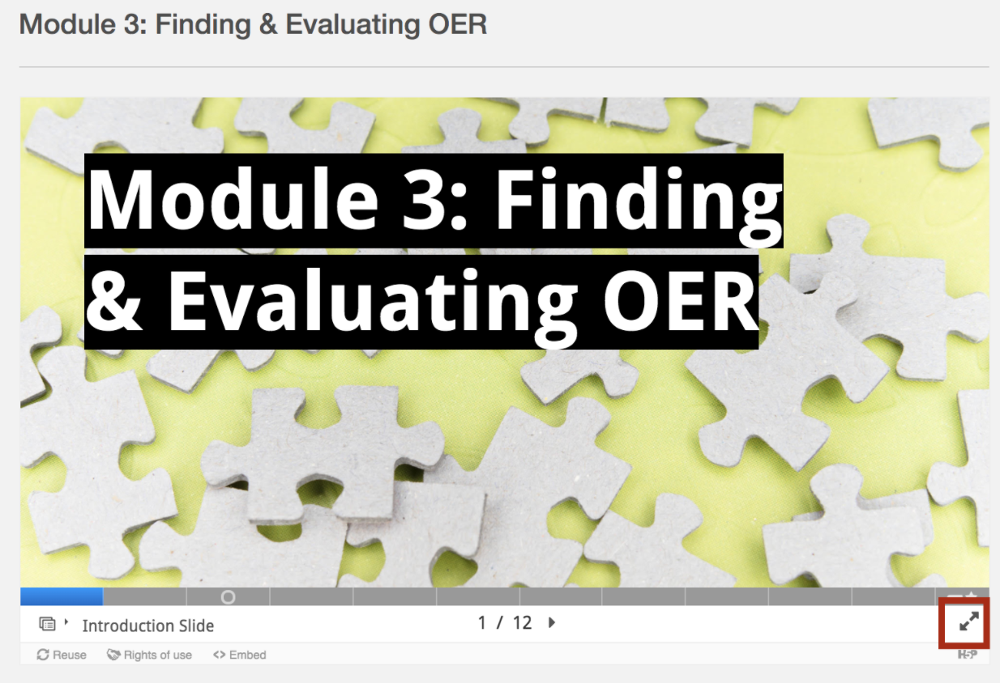 Module 3: Finding & Evaluating OER
Module 3: Finding
& Evaluating OER
Introduction Slide
1 / 12
Reuse
Rights of use
<> Embed
H5P